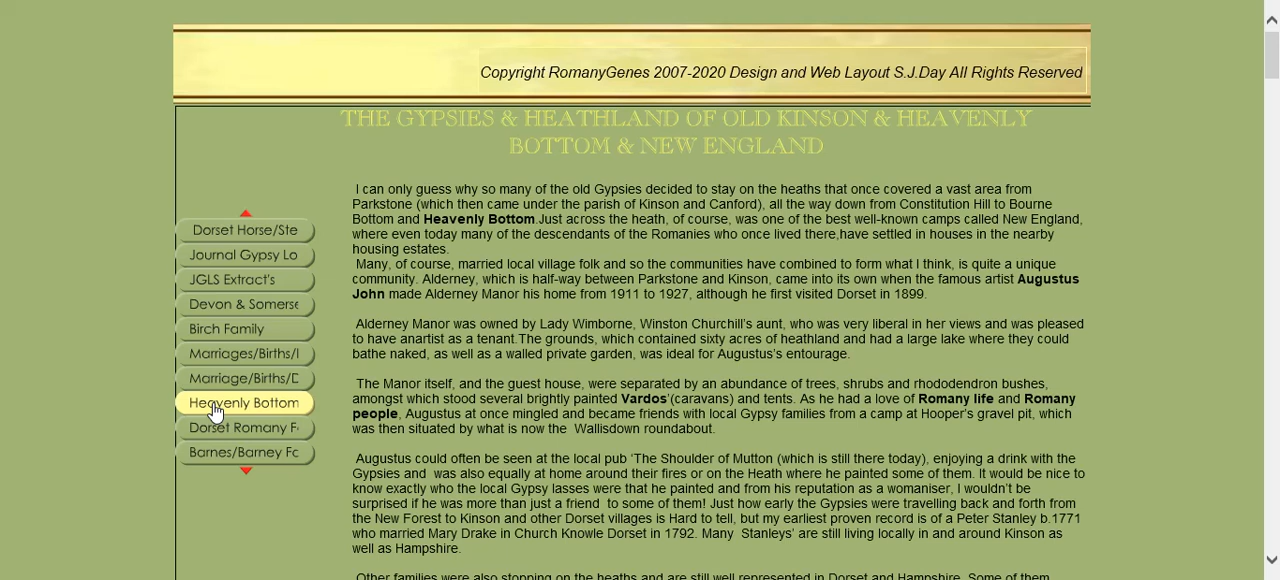 Copyright RomanyGenes 2007-2020 Design and Web Layout S.J.Day All Rights Reserved
THE GYPSIES & HEATHLAND OF OLD KINSON & HEAVENLY
BOTTOM & NEW ENGLAND
Dorset Horse/Ste
Journal Gypsy Lo
JGLS Extract's
Devon & Somerse
Birch Family
Marriages/Births/
Marriage/Births/D
Heavenly Bottom
Dorset Romany F
Barnes/Barney Fc
I can only guess why so many of the old Gypsies decided to stay on the heaths that once covered a vast area from
Parkstone (which then came under the parish of Kinson and Canford), all the way down from Constitution Hill to Bourne
Bottom and Heavenly Bottom.Just across the heath, of course, was one of the best well-known camps called New England,
where even today many of the descendants of the Romanies who once lived there,have settled in houses in the nearby
housing estates.
Many, of course, married local village folk and so the communities have combined to form what I think, is quite a unique
community. Alderney, which is half-way between Parkstone and Kinson, came into its own when the famous artist Augustus
John made Alderney Manor his home from 1911 to 1927, although he first visited Dorset in 1899.
Alderney Manor was owned by Lady Wimborne, Winston Churchill's aunt, who was very liberal in her views and was pleased
to have anartist as a tenant.The grounds, which contained sixty acres of heathland and had a large lake where they could
bathe naked, as well as a walled private garden, was ideal for Augustus's entourage.
The Manor itself, and the guest house, were separated by an abundance of trees, shrubs and rhododendron bushes,
amongst which stood several brightly painted Vardos'(caravans) and tents. As he had a love of Romany life and Romany
people, Augustus at once mingled and became friends with local Gypsy families from a camp at Hooper's gravel pit, which
was then situated by what is now the Wallisdown roundabout.
Augustus could often be seen at the local pub 'The Shoulder of Mutton (which is still there today), enjoying a drink with the
Gypsies and was also equally at home around their fires or on the Heath where he painted some of them. It would be nice to
know exactly who the local Gypsy lasses were that he painted and from his reputation as a womaniser, I wouldn't be
surprised if he was more than just a friend to some of them! Just how early the Gypsies were travelling back and forth from
the New Forest to Kinson and other Dorset villages is Hard to tell, but my earliest proven record is of a Peter Stanley b.1771
who married Mary Drake in Church Knowle Dorset in 1792. Many Stanleys' are still living locally in and around Kinson as
well as Hampshire.
Other families were also stopping on the heaths and are still well represented in Dorset and Hampshire. Some of them